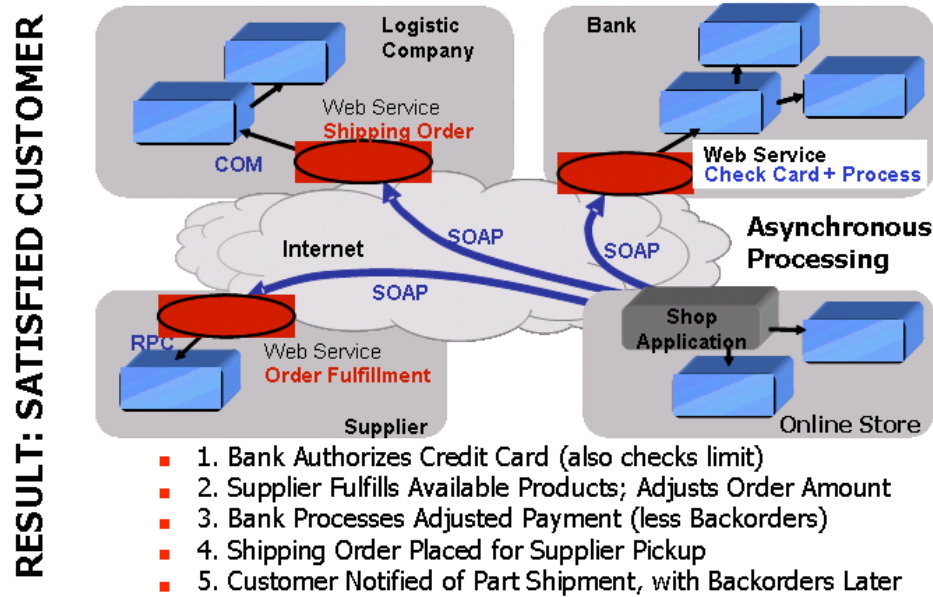 RESULT: SATISFIED CUSTOMER
Logistic
Company
Web Service
Shipping Order
COM
Bank
Web Service
Check Card + Process
Internet
SOAP
SOAP
SOAP
Asynchronous
Processing
RPC
Web Service
Order Fulfillment
Supplier
Shop
Application
Online Store
1. Bank Authorizes Credit Card (also checks limit)
2. Supplier Fulfills Available Products; Adjusts Order Amount
3. Bank Processes Adjusted Payment (less Backorders)
4. Shipping Order Placed for Supplier Pickup
5. Customer Notified of Part Shipment, with Backorders Later